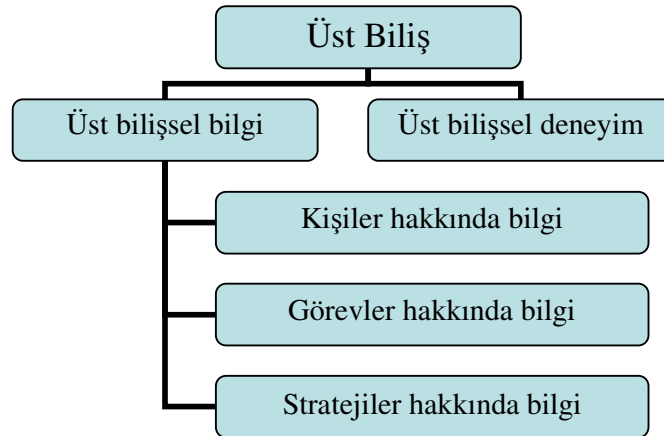 Üst Biliş
Üst bilişsel bilgi
Üst bilişsel deneyim
Kişiler hakkında bilgi
Görevler hakkında bilgi
Stratejiler hakkında bilgi